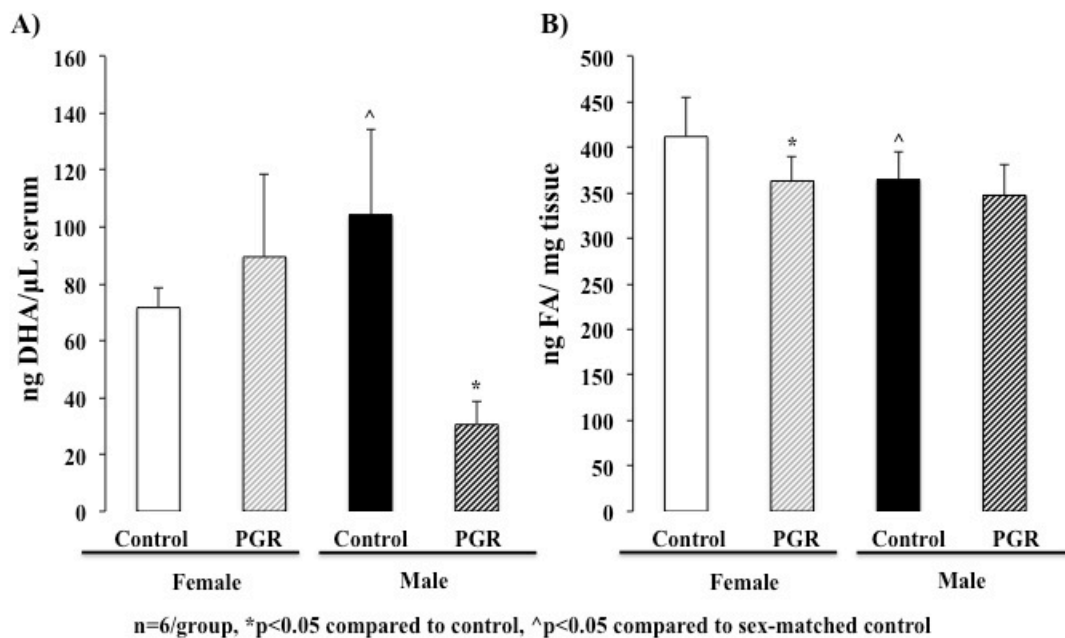 A)
160
140
120
100
80
60
40
20
0
ng DHA/µL serum
^
*
Control PGR Control PGR
Female Male
B)
500
450
400
350
300
250
200
150
100
50
0
ng FA/ mg tissue
*
^
Control PGR Control PGR
Female Male
n=6/group, *p<0.05 compared to control, ^p<0.05 compared to sex-matched control